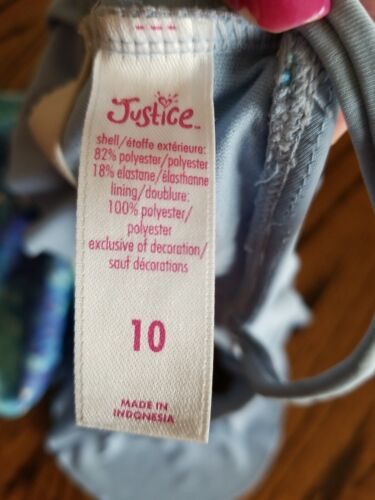 Justice
shell/étoffe extérieure:
82% polyester/polyester
18% elastane/élasthanne
lining/doublure:
100% polyester/
polyester
exclusive of decoration/
sauf décorations
10
MADE IN
INDONESIA